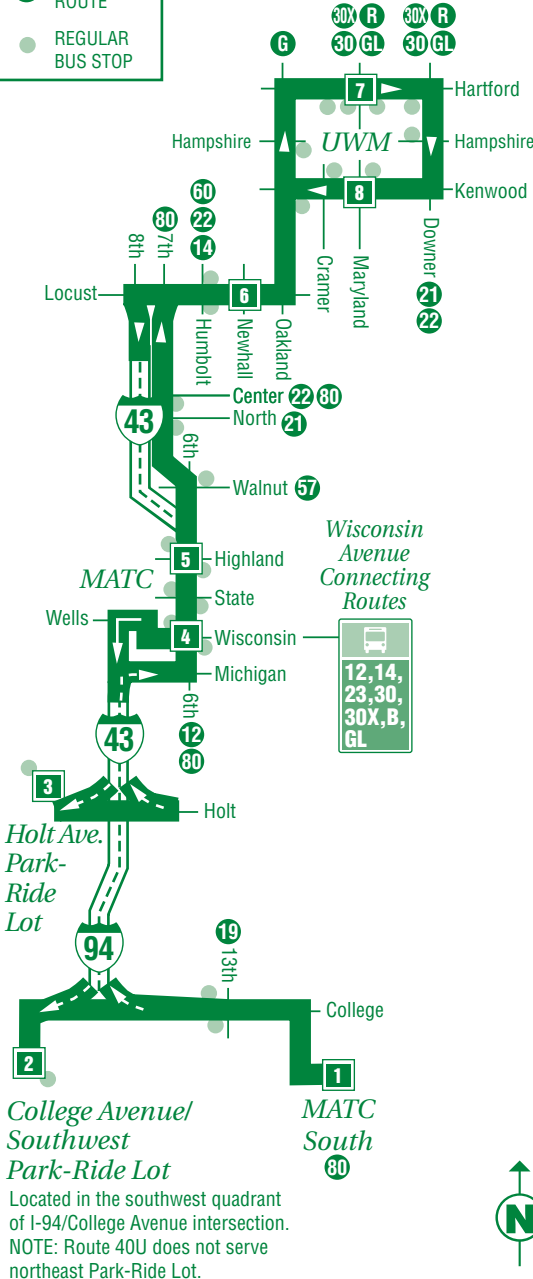 ROUTE
REGULAR
BUS STOP
30X R
30 GL
30X R
30 GL
G
7
Hartford
Hampshire
UWM
Hampshire
8
Kenwood
60
22
14
80
8th
7th
Cramer
Maryland
Downer
21
22
Locust
6
Humbolt
Newhall
Oakland
43
Center 22 80
North 21
6th
Walnut 57
Wisconsin
Avenue
Connecting
Routes
12,14,
23,30,
30X,B,
GL
5
Highland
MATC
State
Wells
4
Wisconsin
Michigan
6th
12
80
43
3
Holt
Holt Ave.
Park-
Ride
Lot
94
19
13th
College
2
1
College Avenue/
Southwest
Park-Ride Lot
MATC
South
80
Located in the southwest quadrant
of I-94/College Avenue intersection.
NOTE: Route 40U does not serve
northeast Park-Ride Lot.
N